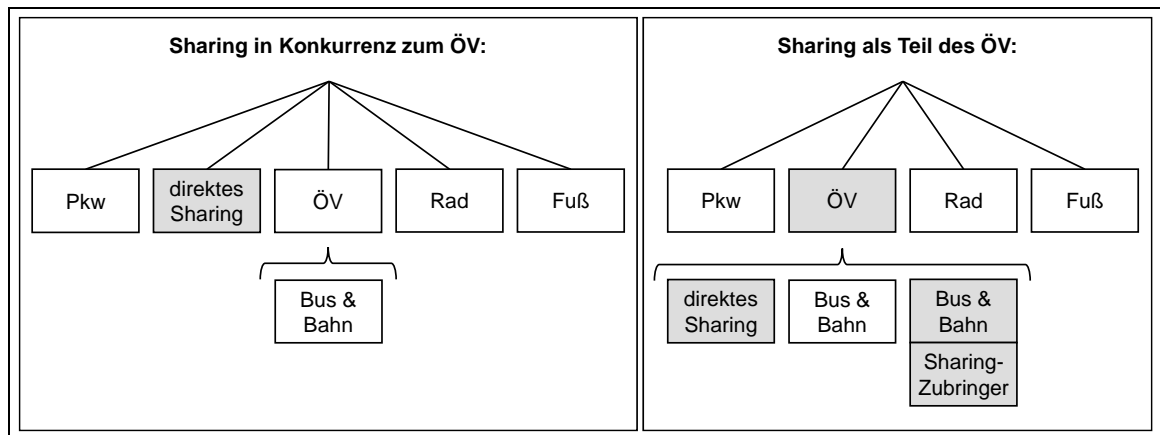 Sharing in Konkurrenz zum ÖV:
Pkw
direktes
Sharing
ÖV
Rad
Fuß
Bus &
Bahn
Sharing als Teil des ÖV:
Pkw
ÖV
Rad
Fuß
direktes
Sharing
Bus &
Bahn
Bus &
Bahn
Sharing-
Zubringer